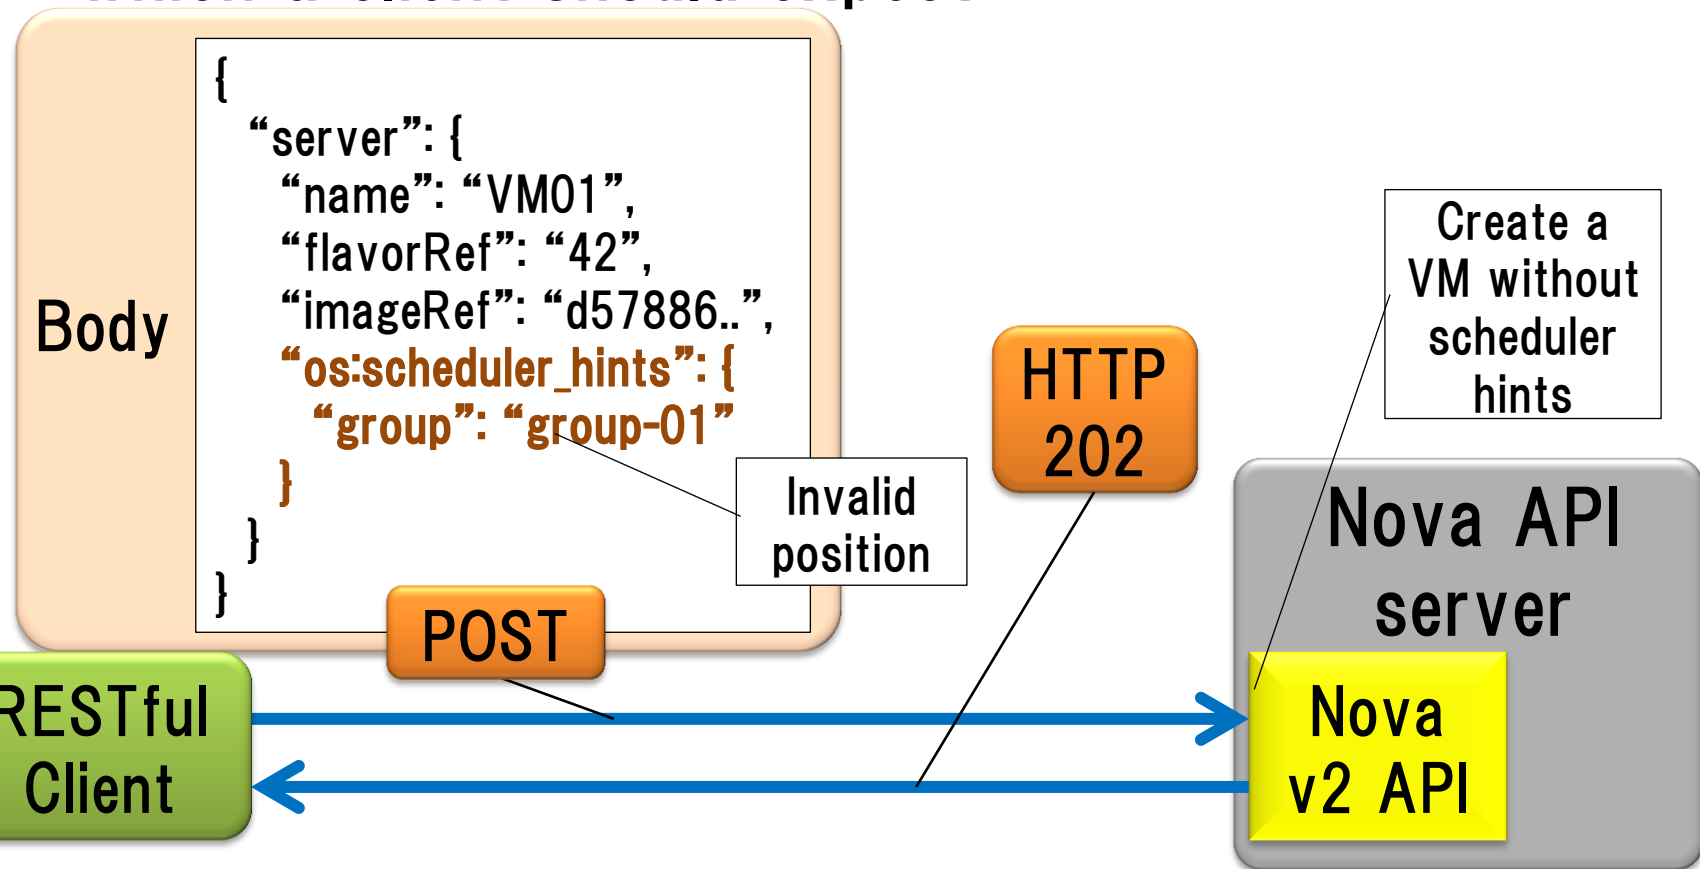 {
“server”: {
“name”: “VM01”,
“flavorRef”: “42”,
“imageRef”: “d57886..”,
“os:scheduler_hints”: {
“group”: “group-01”
}
}
}
Body
Invalid
position
POST
HTTP
202
Create a
VM without
scheduler
hints
Nova API
server
Nova
v2 API
RESTful
Client